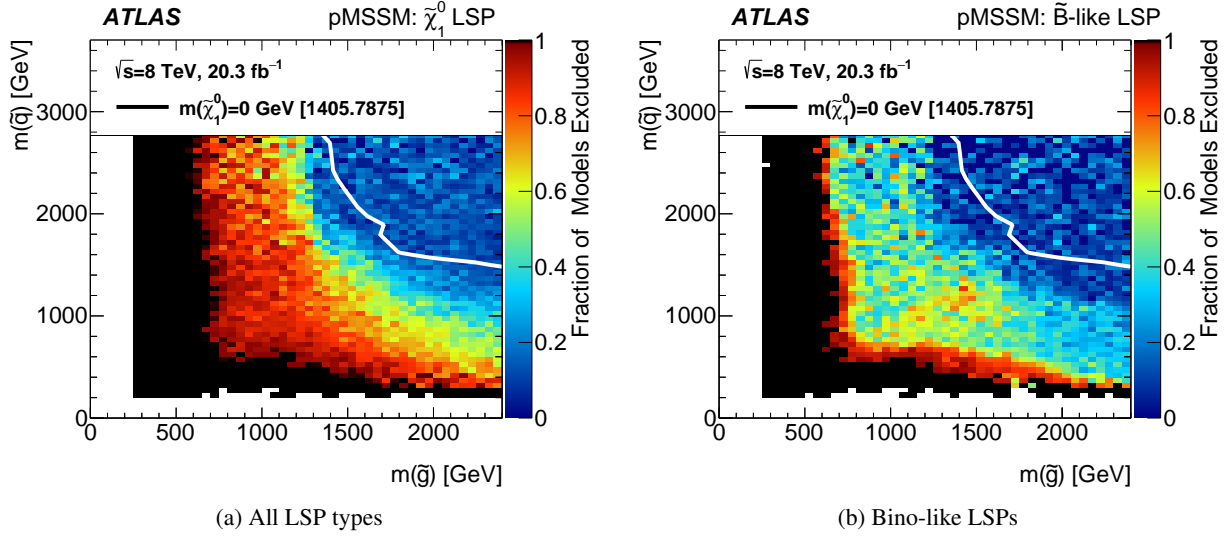 ATLAS pMSSM: χ̃⁰₁ LSP
√s=8 TeV, 20.3 fb⁻¹
m(χ̃⁰₁)=0 GeV [1405.7875]
m(q̃) [GeV]
3000
2000
1000
0
0 500 1000 1500 2000
m(g̃) [GeV]
1
0.8
0.6
0.4
0.2
0
Fraction of Models Excluded
(a) All LSP types
ATLAS pMSSM: B̃-like LSP
√s=8 TeV, 20.3 fb⁻¹
m(χ̃⁰₁)=0 GeV [1405.7875]
m(q̃) [GeV]
3000
2000
1000
0
0 500 1000 1500 2000
m(g̃) [GeV]
1
0.8
0.6
0.4
0.2
0
Fraction of Models Excluded
(b) Bino-like LSPs